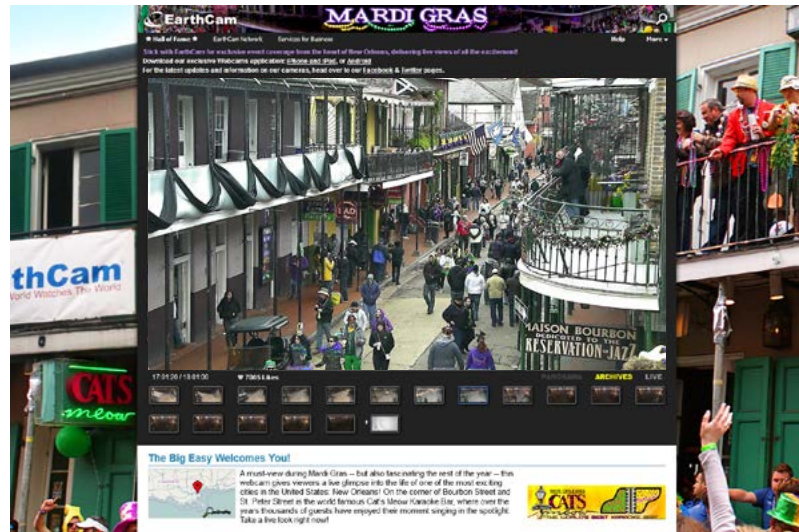 EarthCam
MARDI GRAS
Hall of Fame
EarthCam Network
Services for Business
Help
More
Stick with EarthCam for exclusive event coverage from the heart of New Orleans, delivering live views of all the excitement!
Download our exclusive Webcams application: iPhone and iPad, or Android
For the latest updates and information on our cameras, head over to our Facebook & Twitter pages.
MAISON BOURBON
DEDICATED TO THE
RESERVATION-JAZZ
thCam
World Watches The World
CATS
meow
Likes
ARCHIVES
LIVE
The Big Easy Welcomes You!
A must-view during Mardi Gras -- but also fascinating the rest of the year -- this
webcam gives viewers a live glimpse into the life of one of the most exciting
cities in the United States: New Orleans! On the corner of Bourbon Street and
St. Peter Street is the world famous Cat's Meow Karaoke Bar, where over the
years thousands of guests have enjoyed their moment singing in the spotlight.
Take a live look right now!
CATS